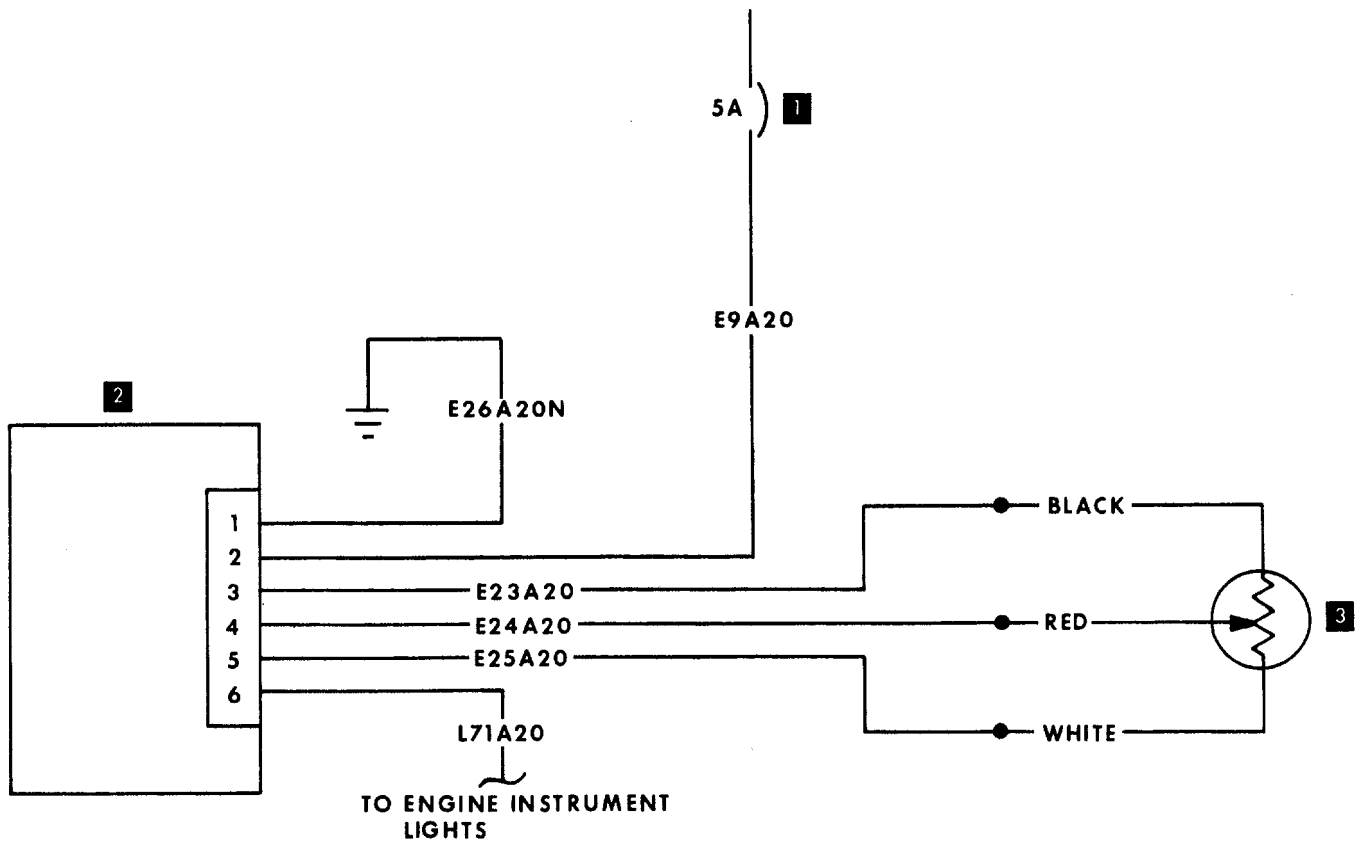 5A 1
E9A20
2
E26A20N
1
2
3 E23A20
4 E24A20
5 E25A20
6
BLACK
RED 3
WHITE
L71A20
TO ENGINE INSTRUMENT
LIGHTS